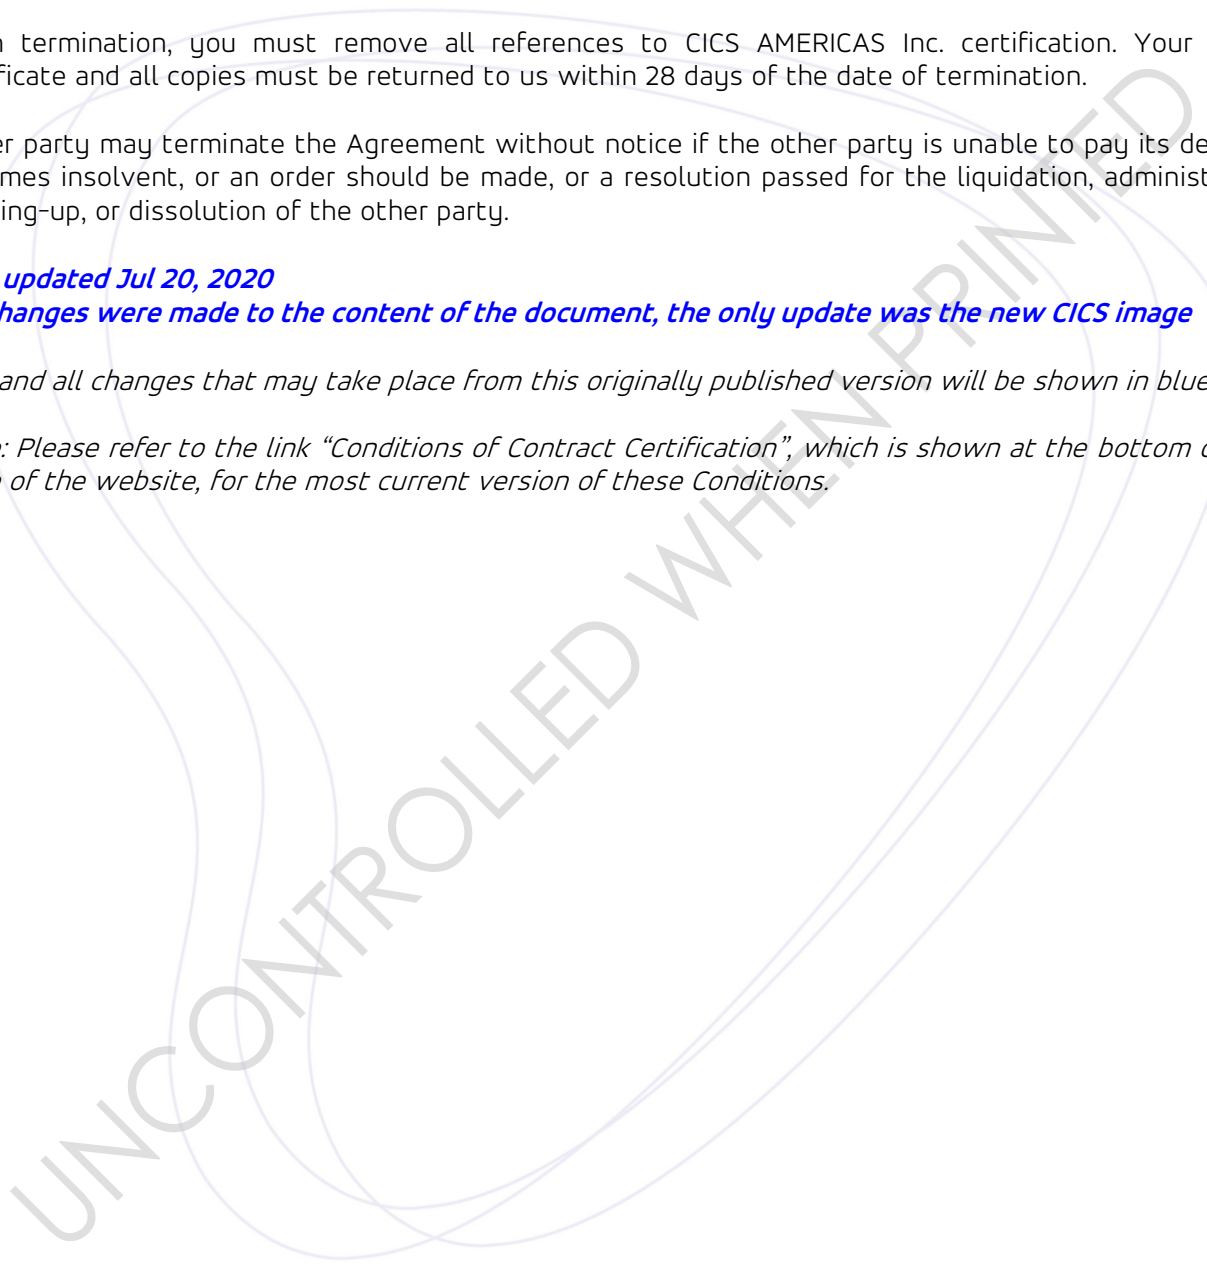 n termination, you must remove all references to CICS AMERICAS Inc. certification. Your
ficate and all copies must be returned to us within 28 days of the date of termination.
er party may terminate the Agreement without notice if the other party is unable to pay its de
mes insolvent, or an order should be made, or a resolution passed for the liquidation, administ
ing-up, or dissolution of the other party.
updated Jul 20, 2020
hanges were made to the content of the document, the only update was the new CICS image
and all changes that may take place from this originally published version will be shown in blue
: Please refer to the link “Conditions of Contract Certification”, which is shown at the bottom o
of the website, for the most current version of these Conditions.
UNCONTROLLED WHEN PRINTED